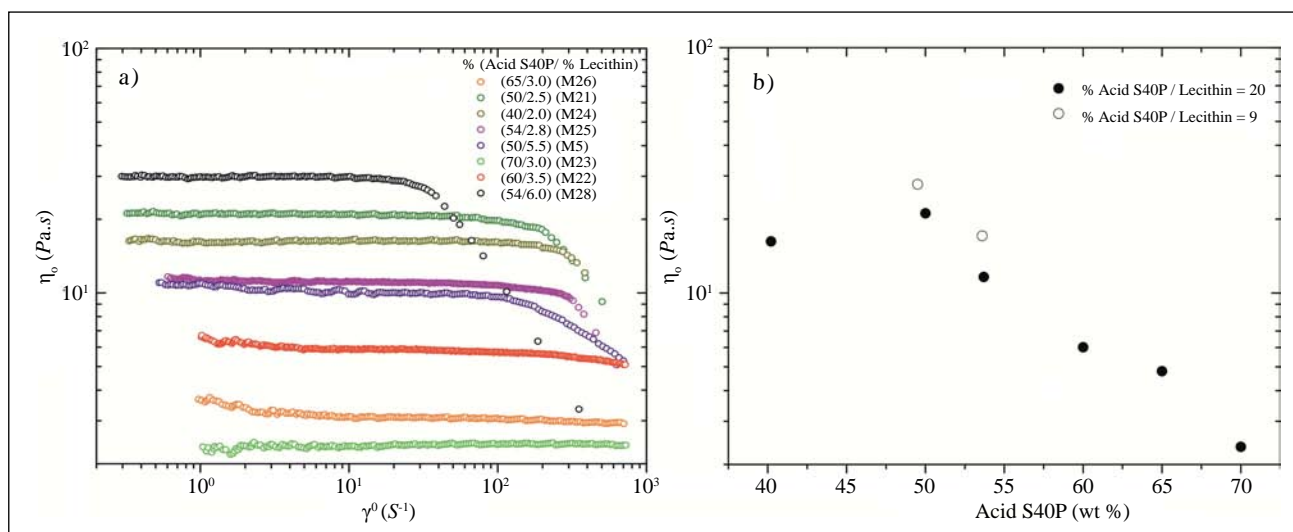 a)
% (Acid S40P/ % Lecithin)
(65/3.0) (M26)
(50/2.5) (M21)
(40/2.0) (M24)
(54/2.8) (M25)
(50/5.5) (M5)
(70/3.0) (M23)
(60/3.5) (M22)
(54/6.0) (M28)
10²
10¹
ηₒ (Pa.s)
10⁰ 10¹ 10² 10³
γ⁰ (S⁻¹)
b)
% Acid S40P / Lecithin = 20
% Acid S40P / Lecithin = 9
10²
10¹
ηₒ (Pa.s)
40 45 50 55 60 65 70
Acid S40P (wt %)